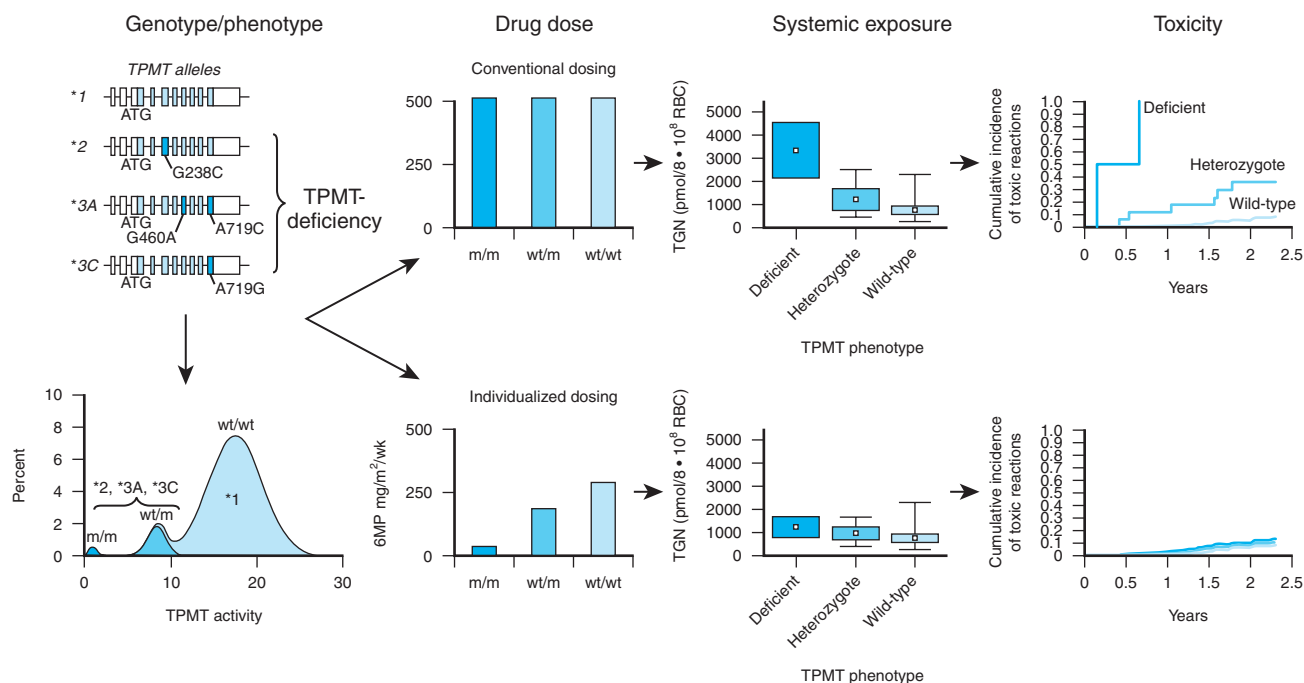 Genotype/phenotype
Drug dose
Systemic exposure
Toxicity
TPMT alleles
*1
ATG
*2
ATG
G238C
*3A
ATG
G460A
A719C
*3C
ATG
A719G
TPMT-
deficiency
Conventional dosing
500
250
0
m/m
wt/m
wt/wt
TGN (pmol/8 • 10⁸ RBC)
5000
4000
3000
2000
1000
0
Deficient
Heterozygote
Wild-type
TPMT phenotype
Cumulative incidence
of toxic reactions
1.0
0.9
0.8
0.7
0.6
0.5
0.4
0.3
0.2
0.1
0
Deficient
Heterozygote
Wild-type
0
0.5
1
1.5
2
2.5
Years
Percent
10
8
6
4
2
0
*2, *3A, *3C
m/m
wt/m
wt/wt
*1
0
10
20
30
TPMT activity
Individualized dosing
6MP mg/m²/wk
500
250
0
m/m
wt/m
wt/wt
TGN (pmol/8 • 10⁸ RBC)
5000
4000
3000
2000
1000
0
Deficient
Heterozygote
Wild-type
TPMT phenotype
Cumulative incidence
of toxic reactions
1.0
0.9
0.8
0.7
0.6
0.5
0.4
0.3
0.2
0.1
0
0
0.5
1
1.5
2
2.5
Years